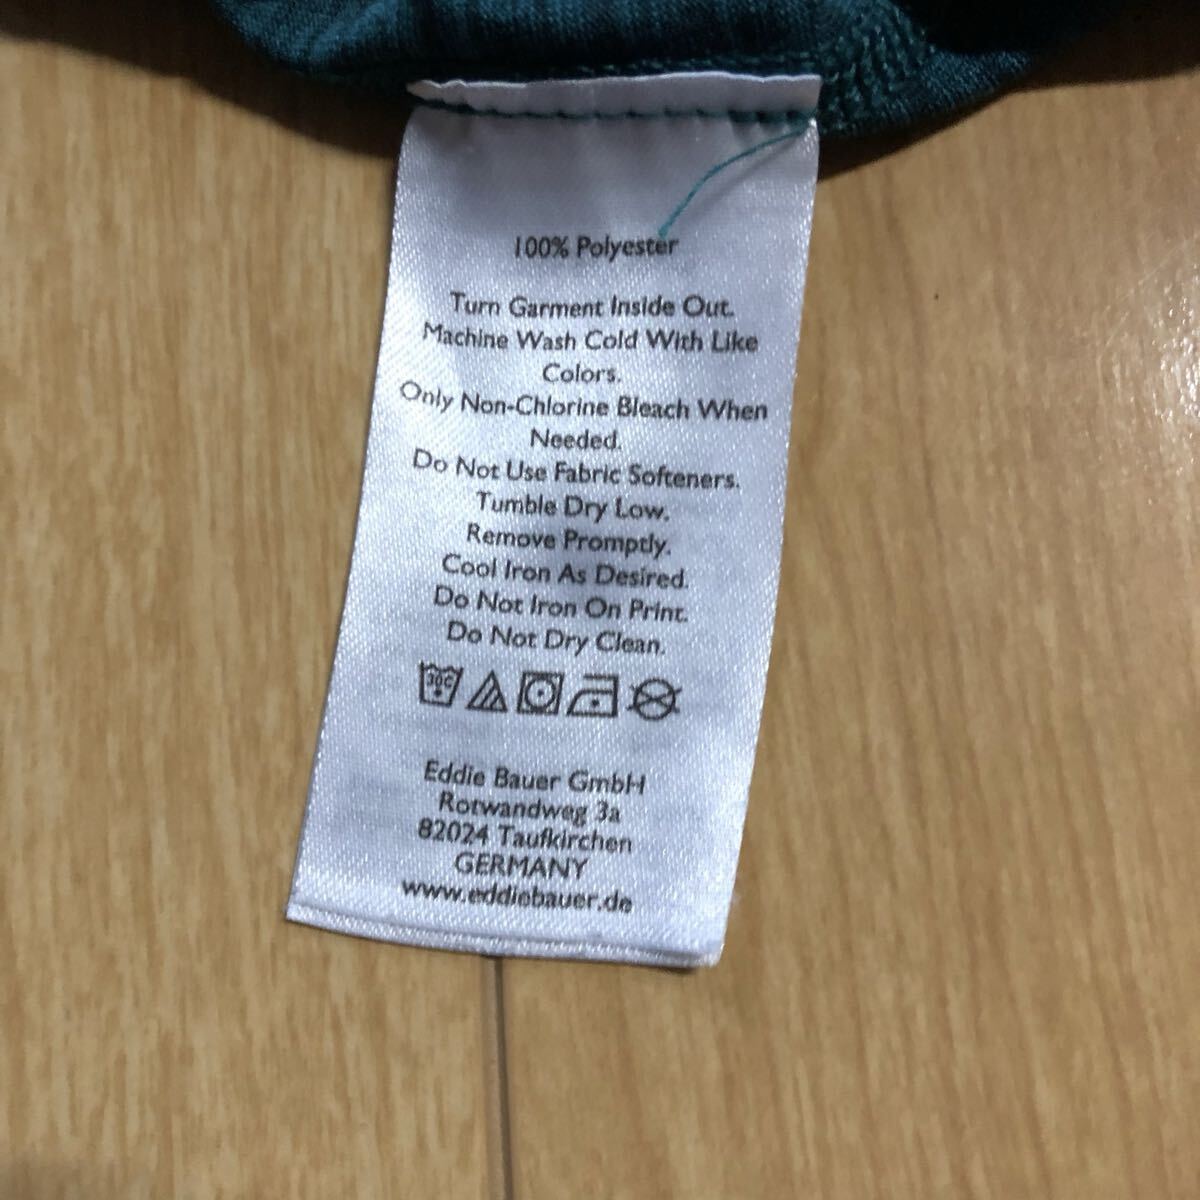 100% Polyester
Turn Garment Inside Out.
Machine Wash Cold With Like
Colors.
Only Non-Chlorine Bleach When
Needed.
Do Not Use Fabric Softeners.
Tumble Dry Low.
Remove Promptly.
Cool Iron As Desired.
Do Not Iron On Print.
Do Not Dry Clean.
30C
Eddie Bauer GmbH
Rotwandweg 3a
82024 Taufkirchen
GERMANY
www.eddiebauer.de